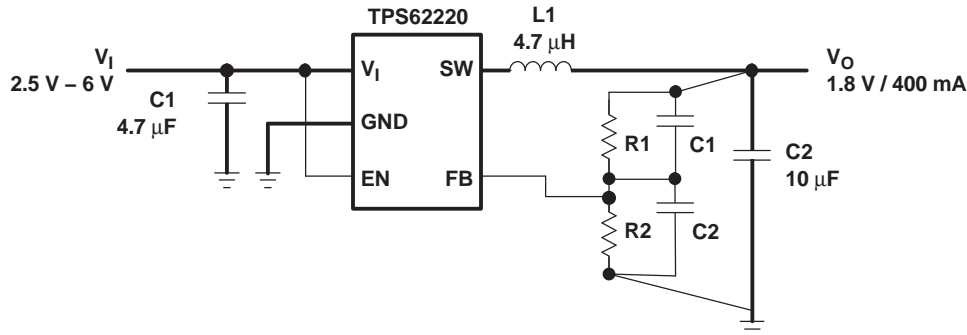 TPS62220
L1
4.7 μH
V_I
2.5 V – 6 V
C1
4.7 μF
V_I
SW
GND
EN
FB
R1
C1
R2
C2
C2
10 μF
V_O
1.8 V / 400 mA